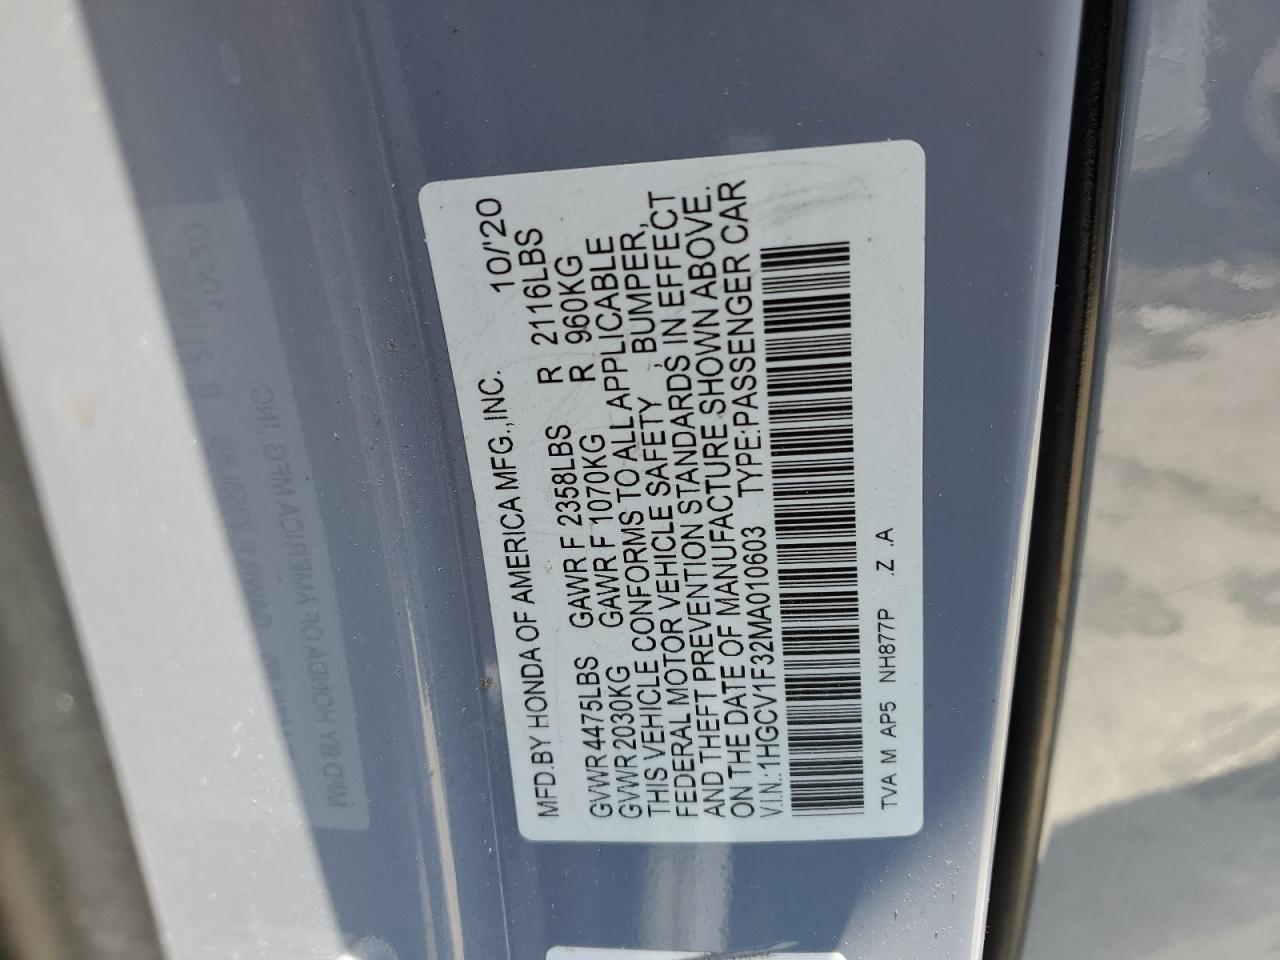 MFD.BY HONDA OF AMERICA MFG.,INC. 10/'20
GVWR 4475LBS GAWR F 2358LBS R 2116LBS
GVWR 2030KG GAWR F 1070KG R 960KG
THIS VEHICLE CONFORMS TO ALL APPLICABLE
FEDERAL MOTOR VEHICLE SAFETY , BUMPER,
AND THEFT PREVENTION STANDARDS, IN EFFECT
ON THE DATE OF MANUFACTURE SHOWN ABOVE.
V.I.N.:1HGCV1F32MA010603 TYPE:PASSENGER CAR
TVA M AP5 NH877P .Z .A